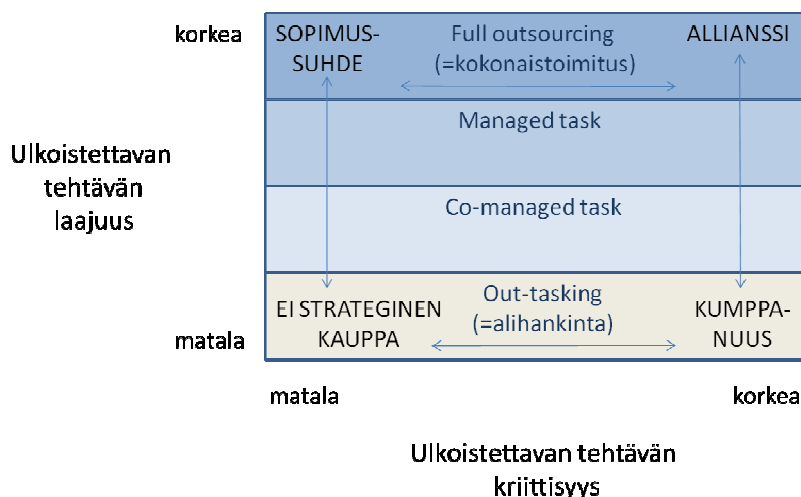 korkea
SOPIMUS-
SUHDE
Full outsourcing
(=kokonaistoimitus)
ALLIANSSI
Managed task
Ulkoistettavan
tehtävän
laajuus
Co-managed task
EI STRATEGINEN
KAUPPA
Out-tasking
(=alihankinta)
KUMPPA-
NUUS
matala
matala
korkea
Ulkoistettavan tehtävän
kriittisyys